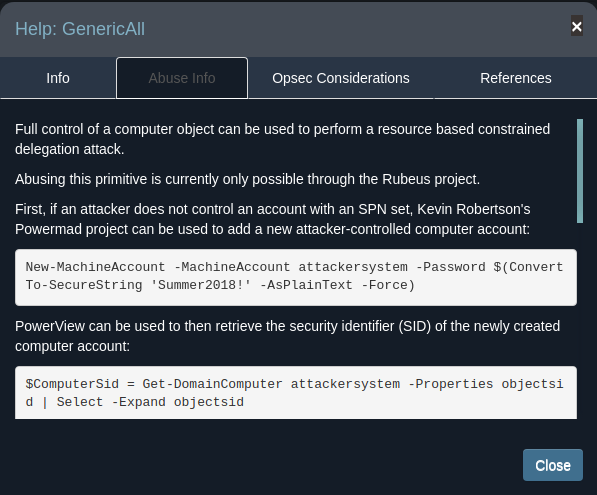 Help: GenericAll
×
Info
Abuse Info
Opsec Considerations
References
Full control of a computer object can be used to perform a resource based constrained
delegation attack.
Abusing this primitive is currently only possible through the Rubeus project.
First, if an attacker does not control an account with an SPN set, Kevin Robertson's
Powermad project can be used to add a new attacker-controlled computer account:
New-MachineAccount -MachineAccount attackersystem -Password $(Convert
To-SecureString 'Summer2018!' -AsPlainText -Force)
PowerView can be used to then retrieve the security identifier (SID) of the newly created
computer account:
$ComputerSid = Get-DomainComputer attackersystem -Properties objectsi
d | Select -Expand objectsid
Close